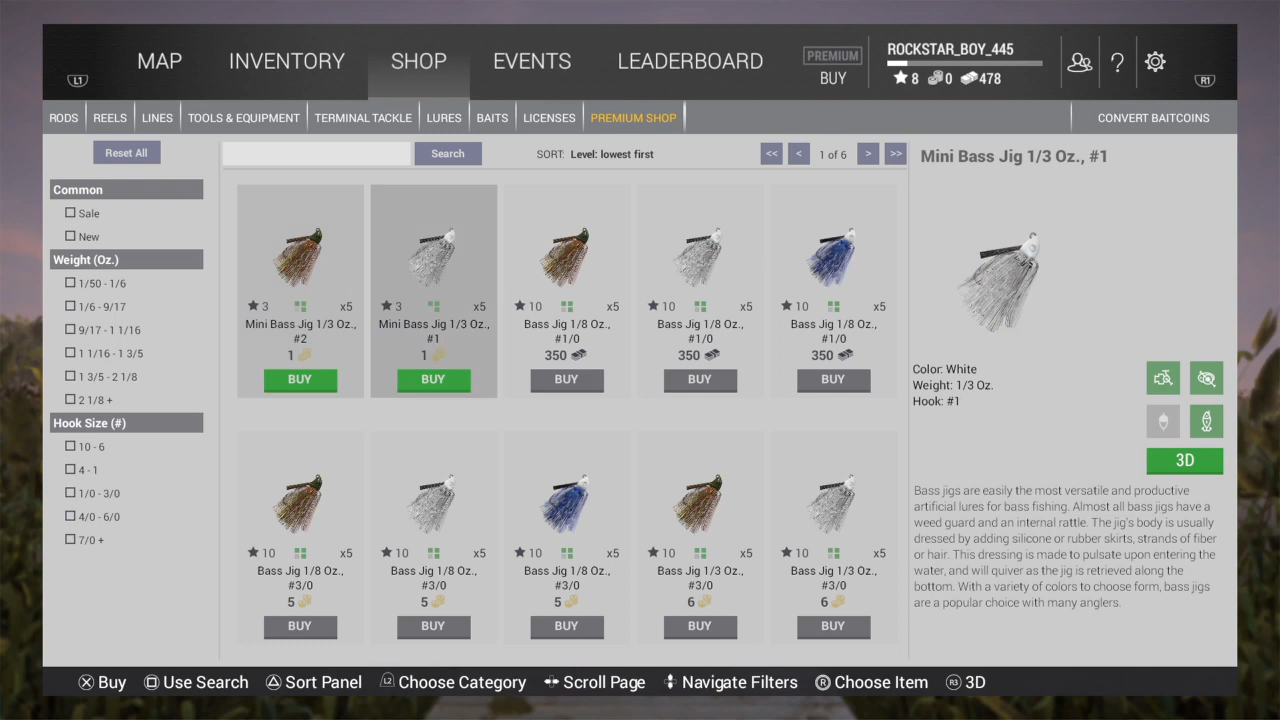 MAP
INVENTORY
SHOP
EVENTS
LEADERBOARD
PREMIUM
BUY
ROCKSTAR_BOY_445
8 0 478
?
L1
R1
RODS
REELS
LINES
TOOLS & EQUIPMENT
TERMINAL TACKLE
LURES
BAITS
LICENSES
PREMIUM SHOP
CONVERT BAITCOINS
Reset All
Search
SORT: Level: lowest first
<< < 1 of 6 > >>
Common
Sale
New
Weight (Oz.)
1/50 - 1/6
1/6 - 9/17
9/17 - 1 1/16
1 1/16 - 1 3/5
1 3/5 - 2 1/8
2 1/8 +
Hook Size (#)
10 - 6
4 - 1
1/0 - 3/0
4/0 - 6/0
7/0 +
3 x5
Mini Bass Jig 1/3 Oz.,
#2
1
BUY
3 x5
Mini Bass Jig 1/3 Oz.,
#1
1
BUY
10 x5
Bass Jig 1/8 Oz.,
#1/0
350
BUY
10 x5
Bass Jig 1/8 Oz.,
#1/0
350
BUY
10 x5
Bass Jig 1/8 Oz.,
#1/0
350
BUY
10 x5
Bass Jig 1/8 Oz.,
#3/0
5
BUY
10 x5
Bass Jig 1/8 Oz.,
#3/0
5
BUY
10 x5
Bass Jig 1/8 Oz.,
#3/0
5
BUY
10 x5
Bass Jig 1/3 Oz.,
#3/0
6
BUY
10 x5
Bass Jig 1/3 Oz.,
#3/0
6
BUY
Mini Bass Jig 1/3 Oz., #1
Color: White
Weight: 1/3 Oz.
Hook: #1
3D
Bass jigs are easily the most versatile and productive
artificial lures for bass fishing. Almost all bass jigs have a
weed guard and an internal rattle. The jig's body is usually
dressed by adding silicone or rubber skirts, strands of fiber
or hair. This dressing is made to pulsate upon entering the
water, and will quiver as the jig is retrieved along the
bottom. With a variety of colors to choose form, bass jigs
are a popular choice with many anglers.
Buy
Use Search
Sort Panel
L2 Choose Category
Scroll Page
Navigate Filters
R Choose Item
R3 3D